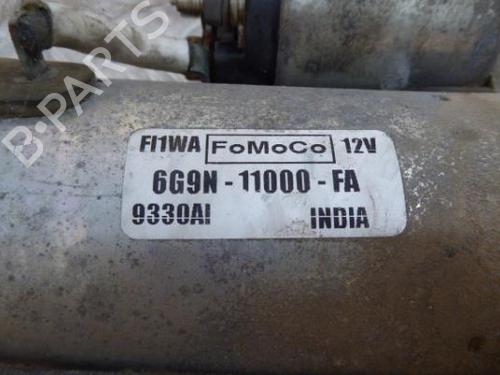 B-PARTS
FI1WA FoMoCo 12V
6G9N - 11000 - FA
9330AI INDIA